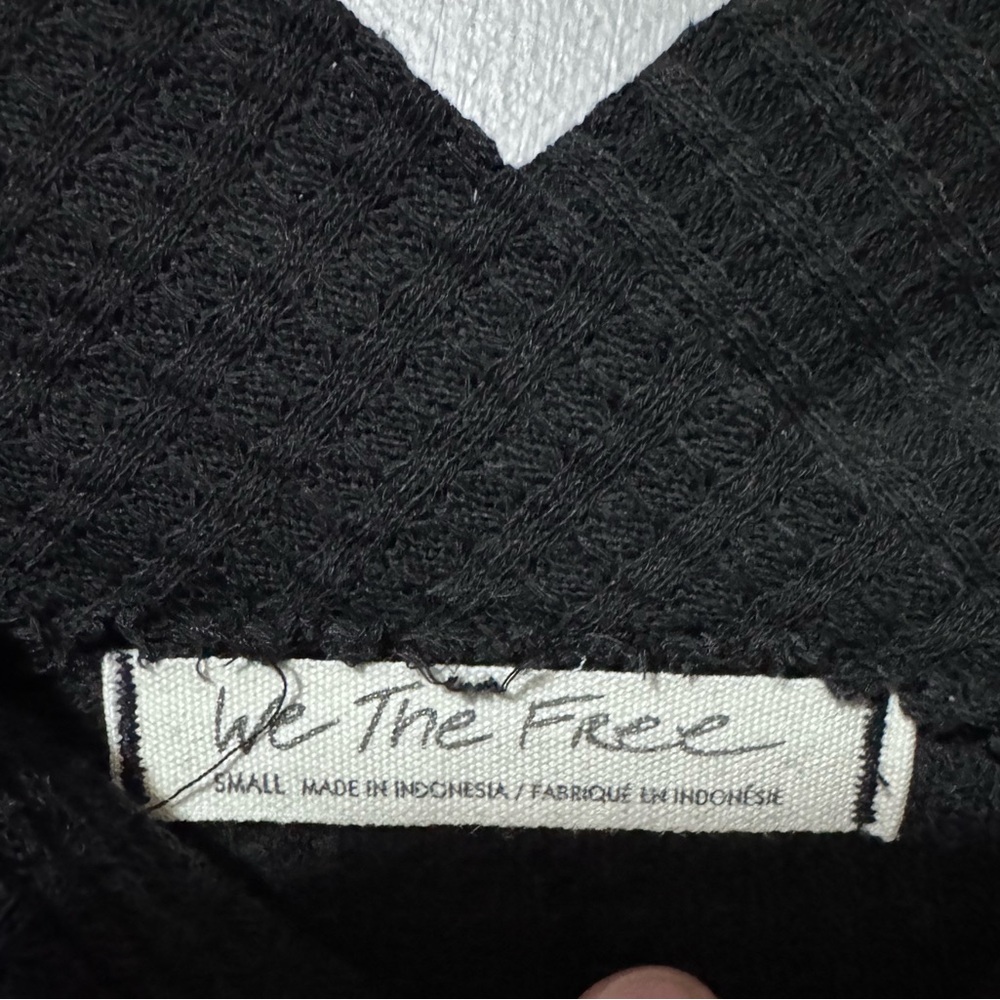 We The Free
SMALL MADE IN INDONESIA / FABRIQUÉ EN INDONÉSIE